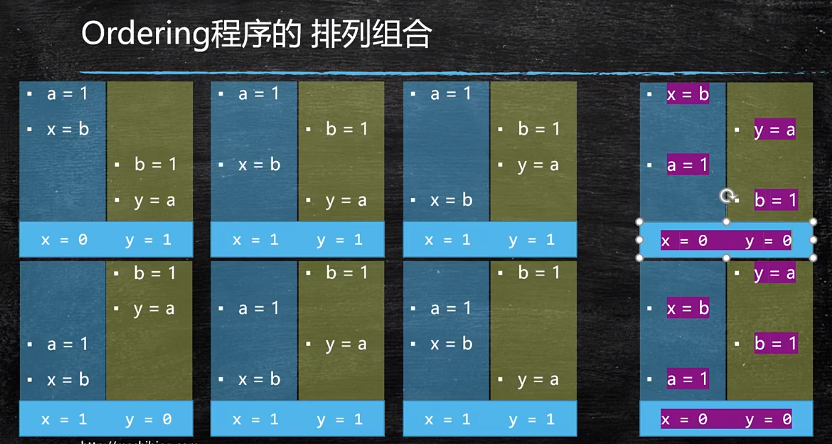 Ordering程序的 排列组合
▪ a = 1
▪ x = b
▪ b = 1
▪ y = a
x = 0 y = 1
▪ a = 1
▪ b = 1
▪ x = b
▪ y = a
x = 1 y = 1
▪ a = 1
▪ b = 1
▪ y = a
▪ x = b
x = 1 y = 1
▪ x = b
▪ y = a
▪ a = 1
▪ b = 1
x = 0 y = 0
▪ b = 1
▪ y = a
▪ a = 1
▪ x = b
x = 1 y = 0
▪ b = 1
▪ a = 1
▪ y = a
▪ x = b
x = 1 y = 1
▪ b = 1
▪ a = 1
▪ x = b
▪ y = a
x = 1 y = 1
▪ y = a
▪ x = b
▪ b = 1
▪ a = 1
x = 0 y = 0